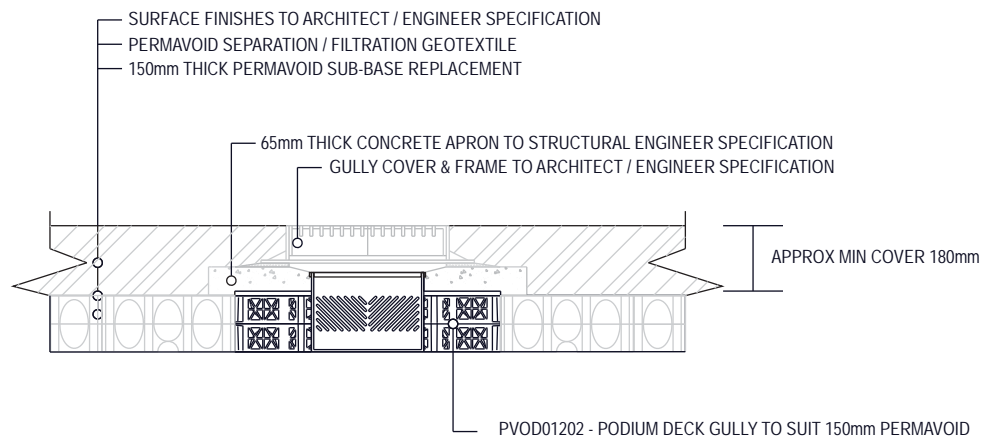 SURFACE FINISHES TO ARCHITECT / ENGINEER SPECIFICATION
PERMAVOID SEPARATION / FILTRATION GEOTEXTILE
150mm THICK PERMAVOID SUB-BASE REPLACEMENT
65mm THICK CONCRETE APRON TO STRUCTURAL ENGINEER SPECIFICATION
GULLY COVER & FRAME TO ARCHITECT / ENGINEER SPECIFICATION
APPROX MIN COVER 180mm
PVOD01202 - PODIUM DECK GULLY TO SUIT 150mm PERMAVOID